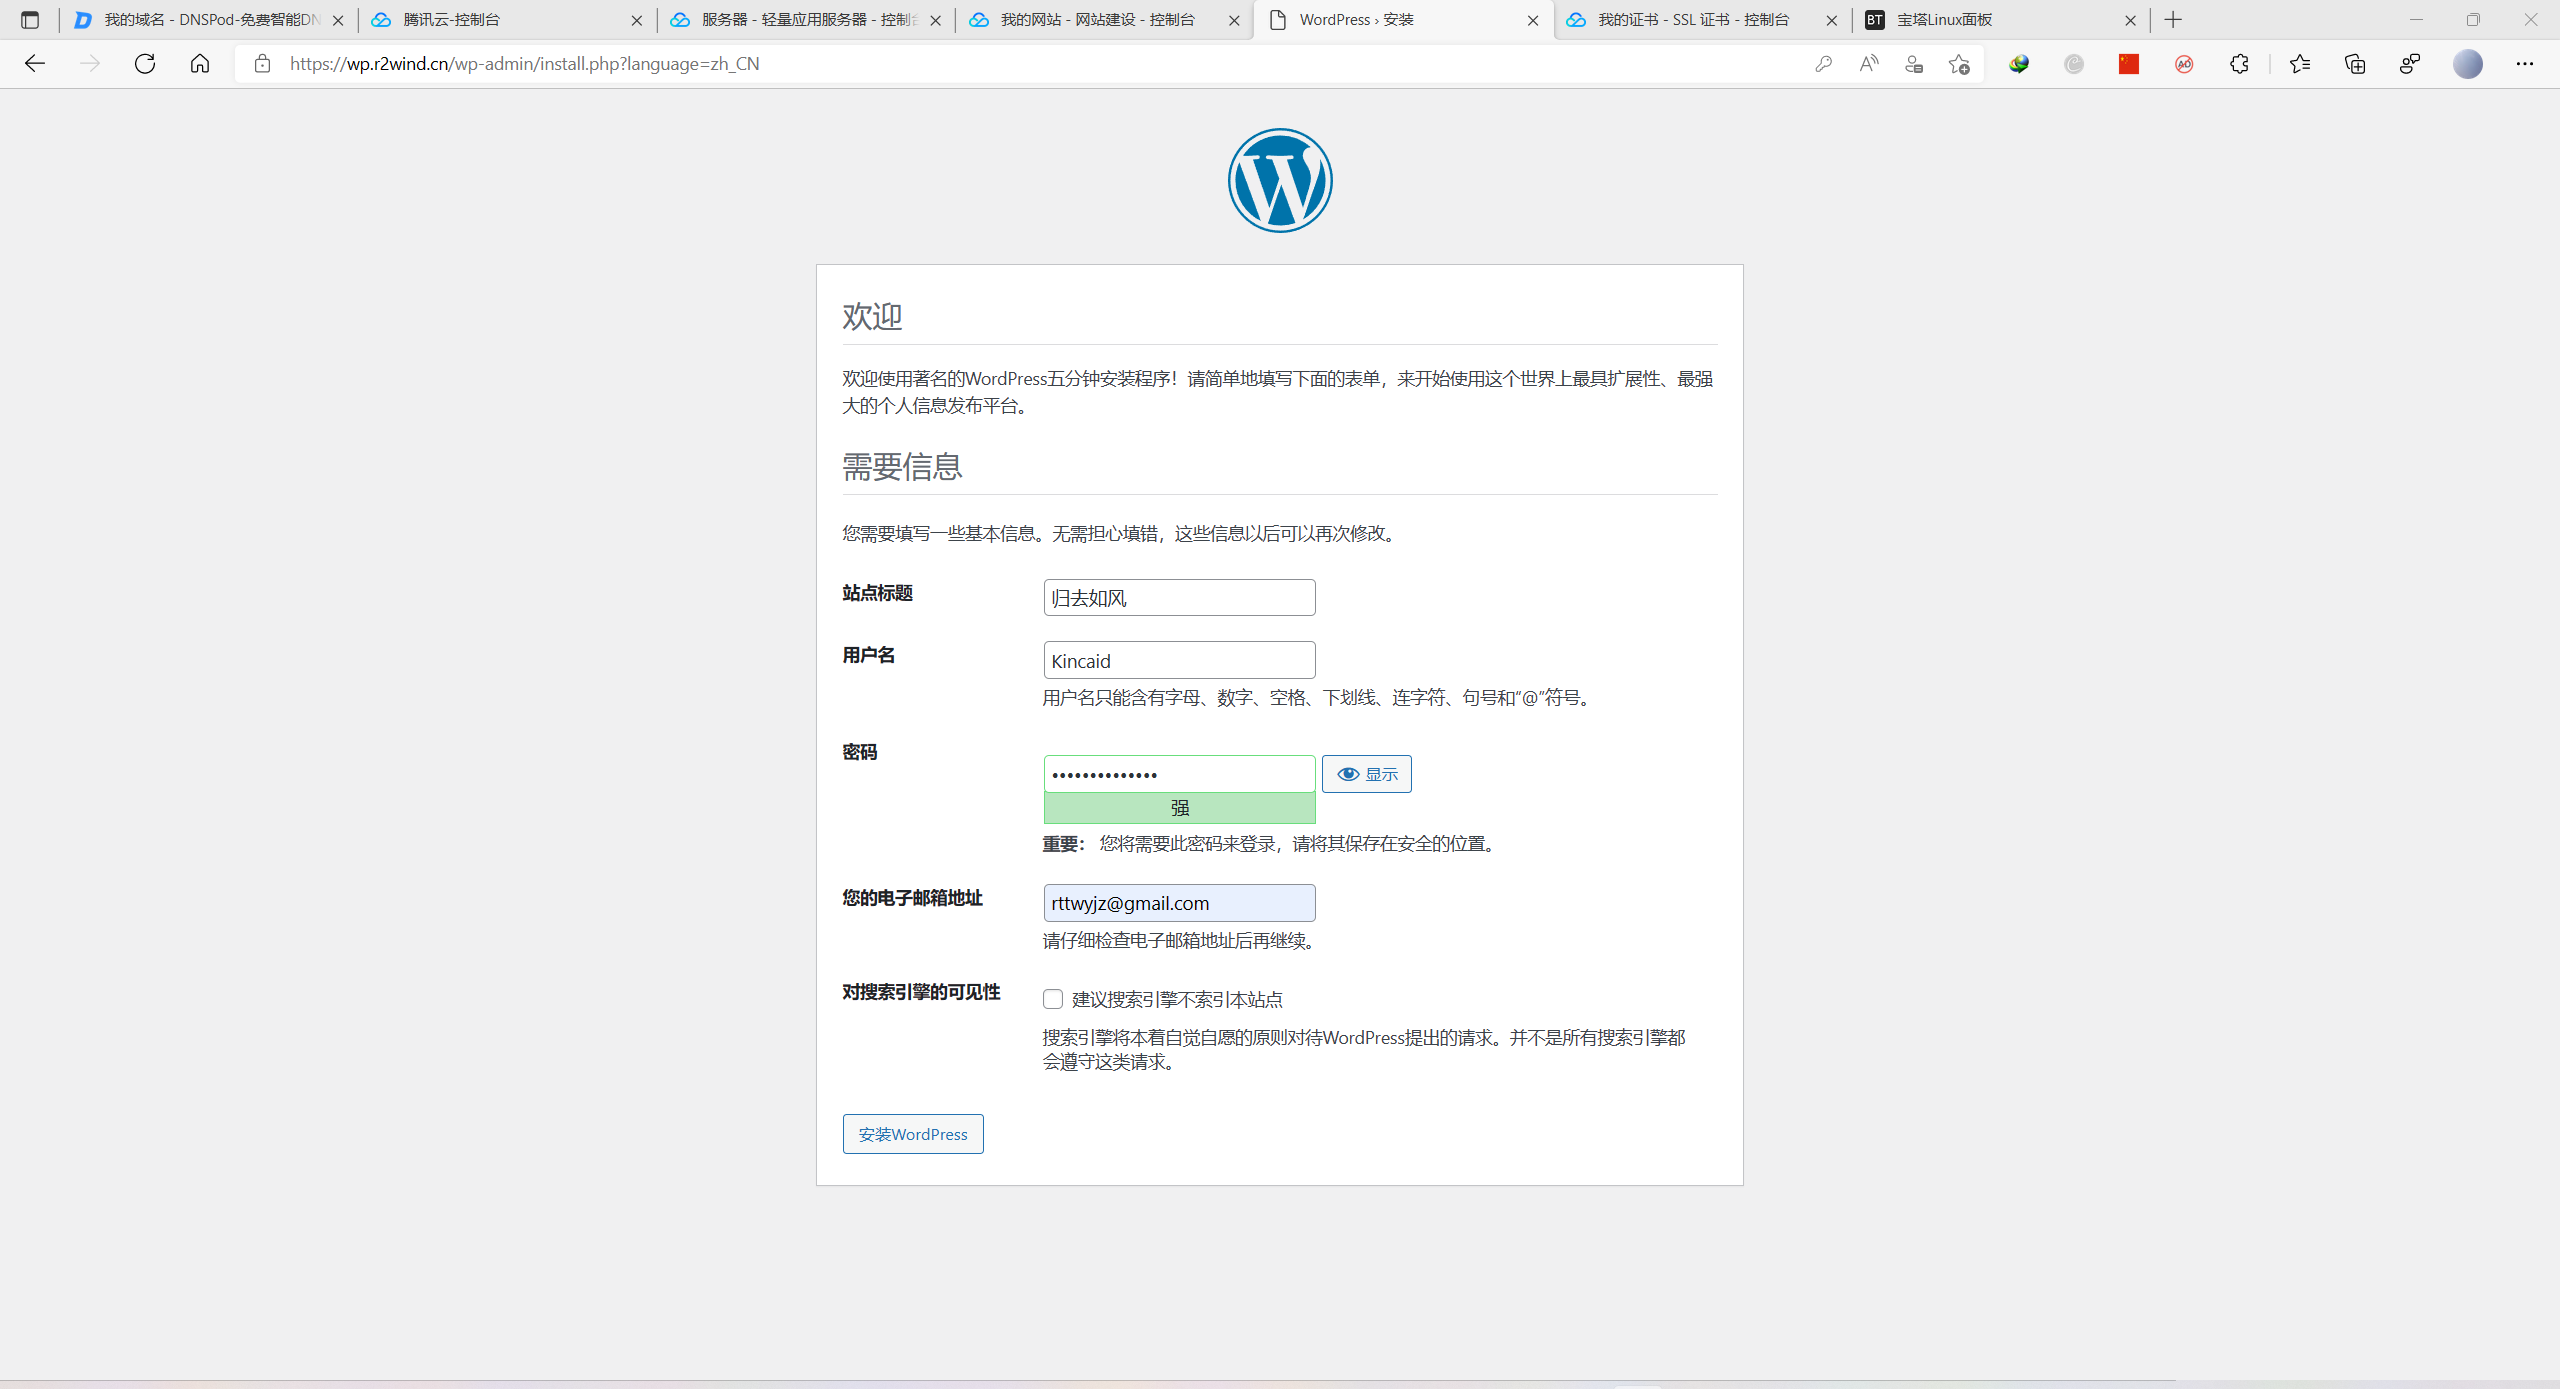 我的域名 - DNSPod-免费智能DN
腾讯云-控制台
服务器 - 轻量应用服务器 - 控制台
我的网站 - 网站建设 - 控制台
WordPress › 安装
我的证书 - SSL 证书 - 控制台
BT 宝塔Linux面板
https://wp.r2wind.cn/wp-admin/install.php?language=zh_CN
欢迎
欢迎使用著名的WordPress五分钟安装程序！请简单地填写下面的表单，来开始使用这个世界上最具扩展性、最强
大的个人信息发布平台。
需要信息
您需要填写一些基本信息。无需担心填错，这些信息以后可以再次修改。
站点标题
归去如风
用户名
Kincaid
用户名只能含有字母、数字、空格、下划线、连字符、句号和“@”符号。
密码
••••••••••••••
显示
强
重要： 您将需要此密码来登录，请将其保存在安全的位置。
您的电子邮箱地址
rttwyjz@gmail.com
请仔细检查电子邮箱地址后再继续。
对搜索引擎的可见性
建议搜索引擎不索引本站点
搜索引擎将本着自觉自愿的原则对待WordPress提出的请求。并不是所有搜索引擎都
会遵守这类请求。
安装WordPress